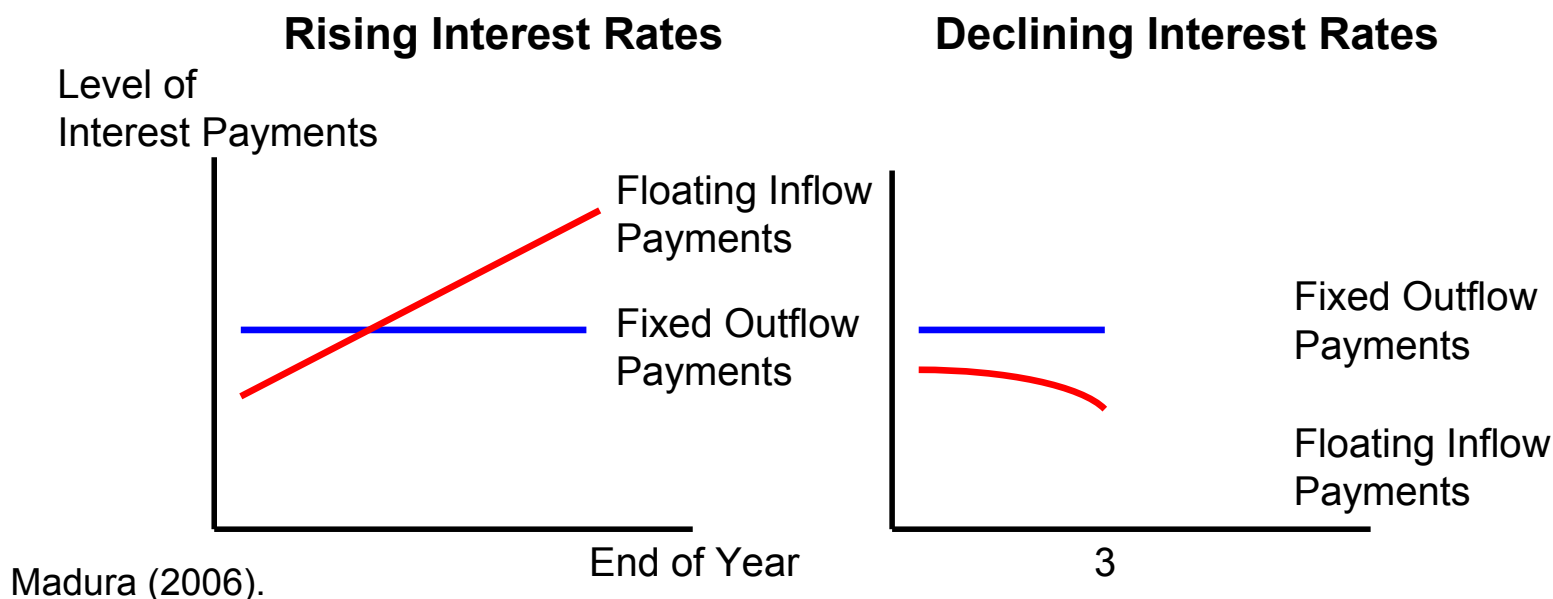 Rising Interest Rates
Declining Interest Rates
Level of
Interest Payments
Floating Inflow
Payments
Fixed Outflow
Payments
Fixed Outflow
Payments
Floating Inflow
Payments
End of Year
3
Madura (2006).